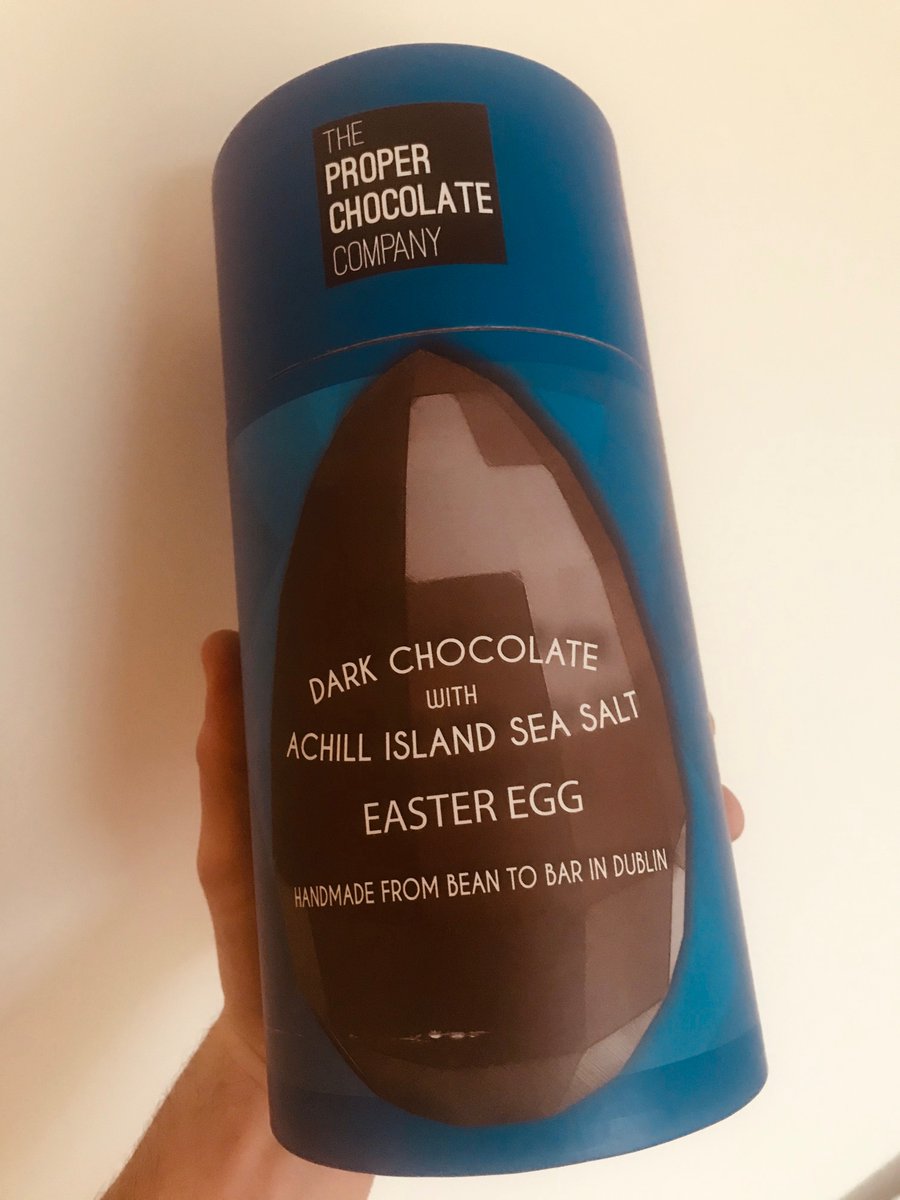 THE
PROPER
CHOCOLATE
COMPANY
DARK CHOCOLATE
WITH
ACHILL ISLAND SEA SALT
EASTER EGG
HANDMADE FROM BEAN TO BAR IN DUBLIN